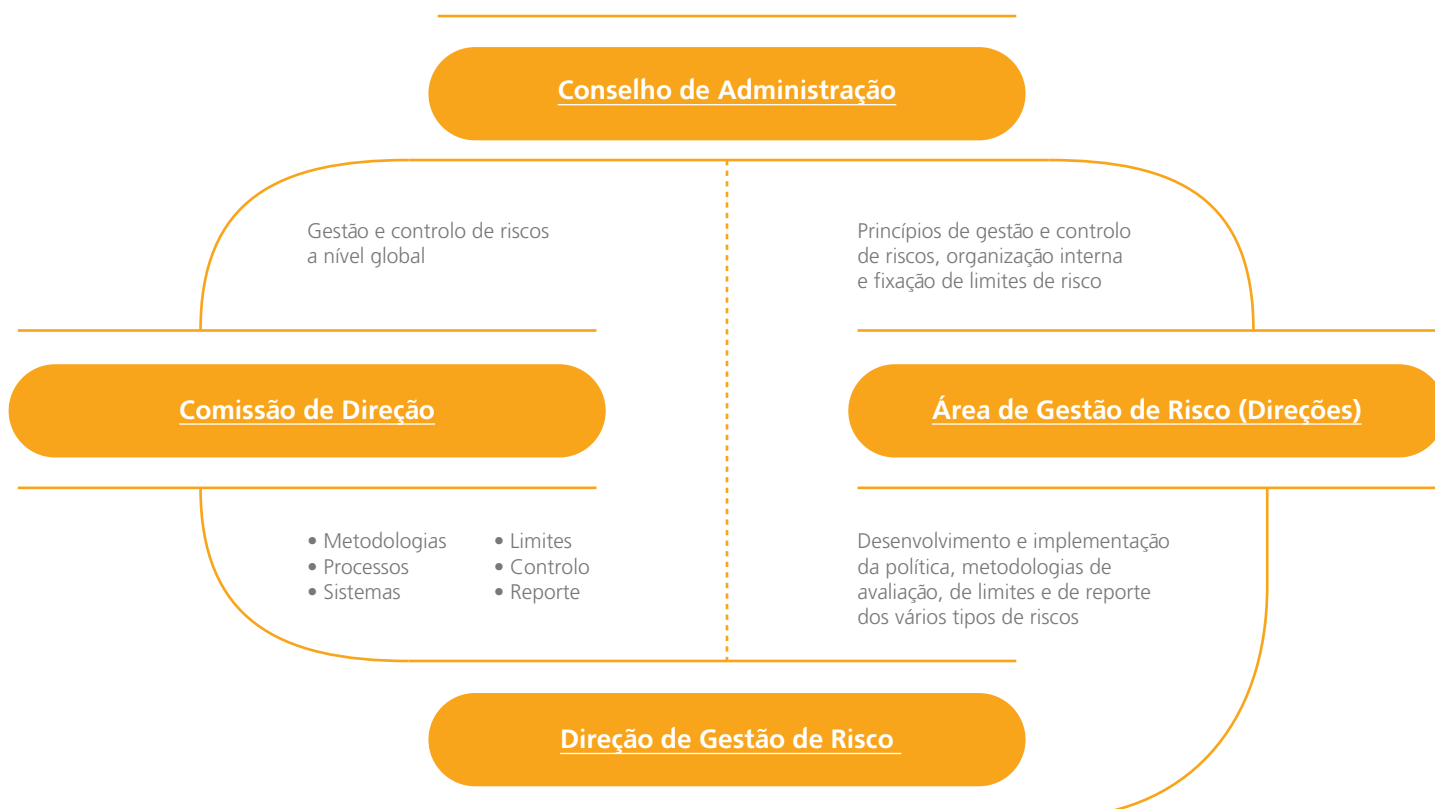 Conselho de Administração
Gestão e controlo de riscos
a nível global
Princípios de gestão e controlo
de riscos, organização interna
e fixação de limites de risco
Comissão de Direção
Área de Gestão de Risco (Direções)
• Metodologias
• Processos
• Sistemas
• Limites
• Controlo
• Reporte
Desenvolvimento e implementação
da política, metodologias de
avaliação, de limites e de reporte
dos vários tipos de riscos
Direção de Gestão de Risco